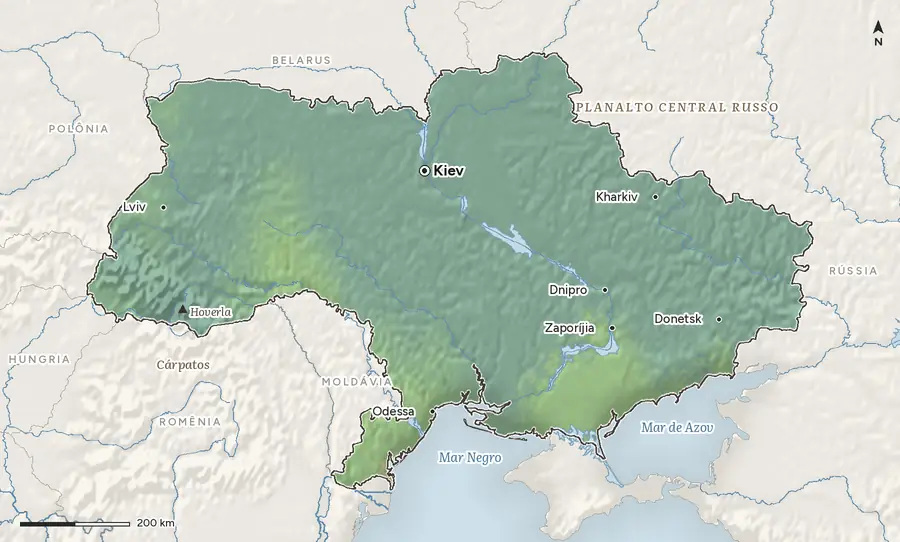 N
BELARUS
PLANALTO CENTRAL RUSSO
POLÔNIA
Kiev
Kharkiv
Lviv
RÚSSIA
Dnipro
Hoverla
Donetsk
Zaporíjia
HUNGRIA
Cárpatos
MOLDÁVIA
Odessa
ROMÊNIA
Mar de Azov
Mar Negro
200 km